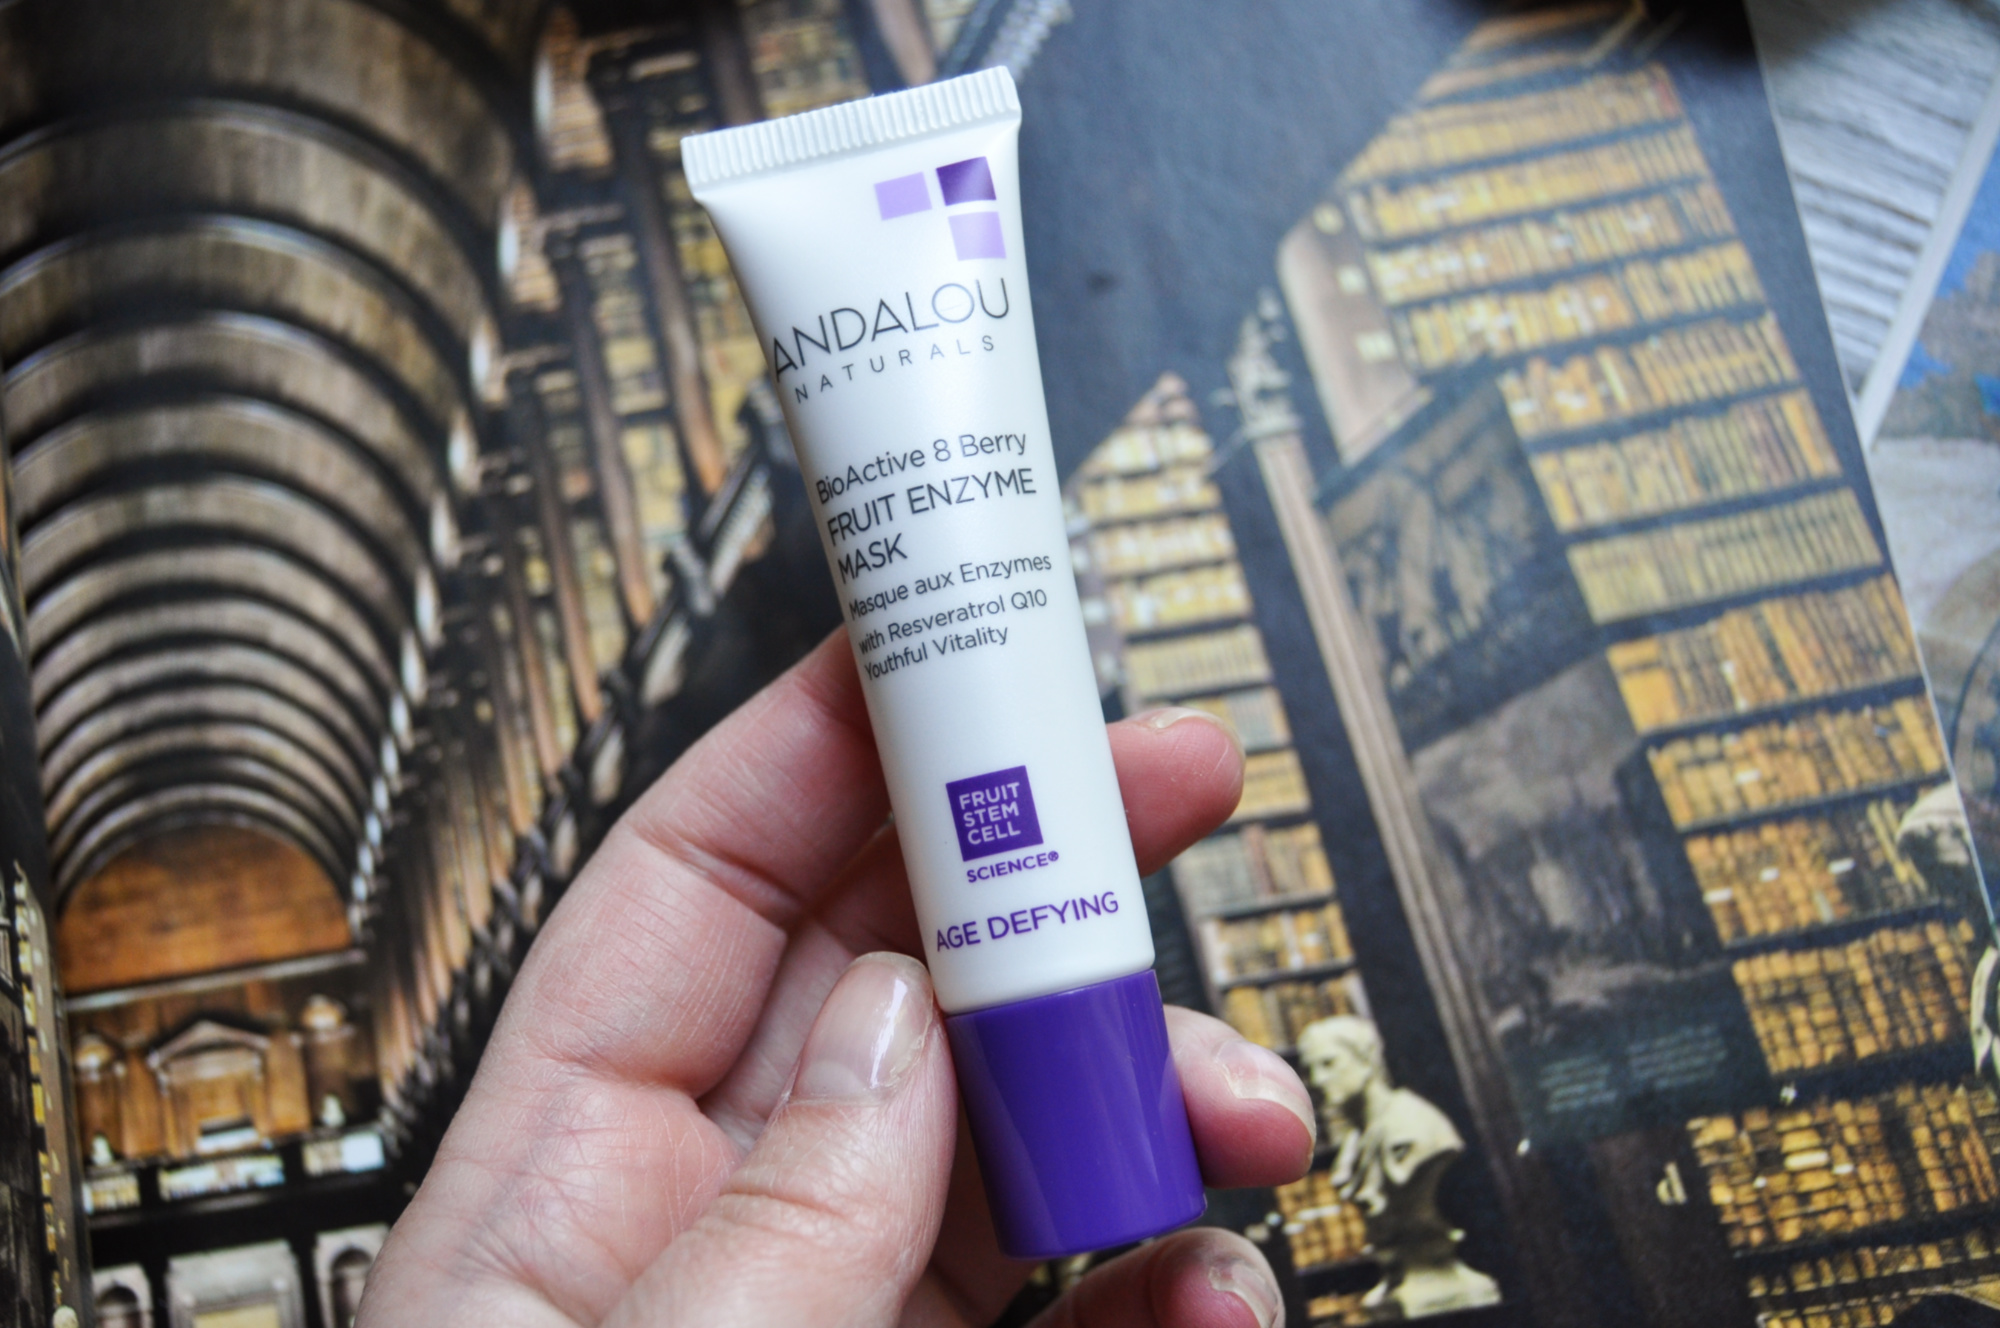 ANDALOU
NATURALS
BioActive 8 Berry
FRUIT ENZYME
MASK
Masque aux Enzymes
with Resveratrol Q10
Youthful Vitality
FRUIT
STEM
CELL
SCIENCE®
AGE DEFYING